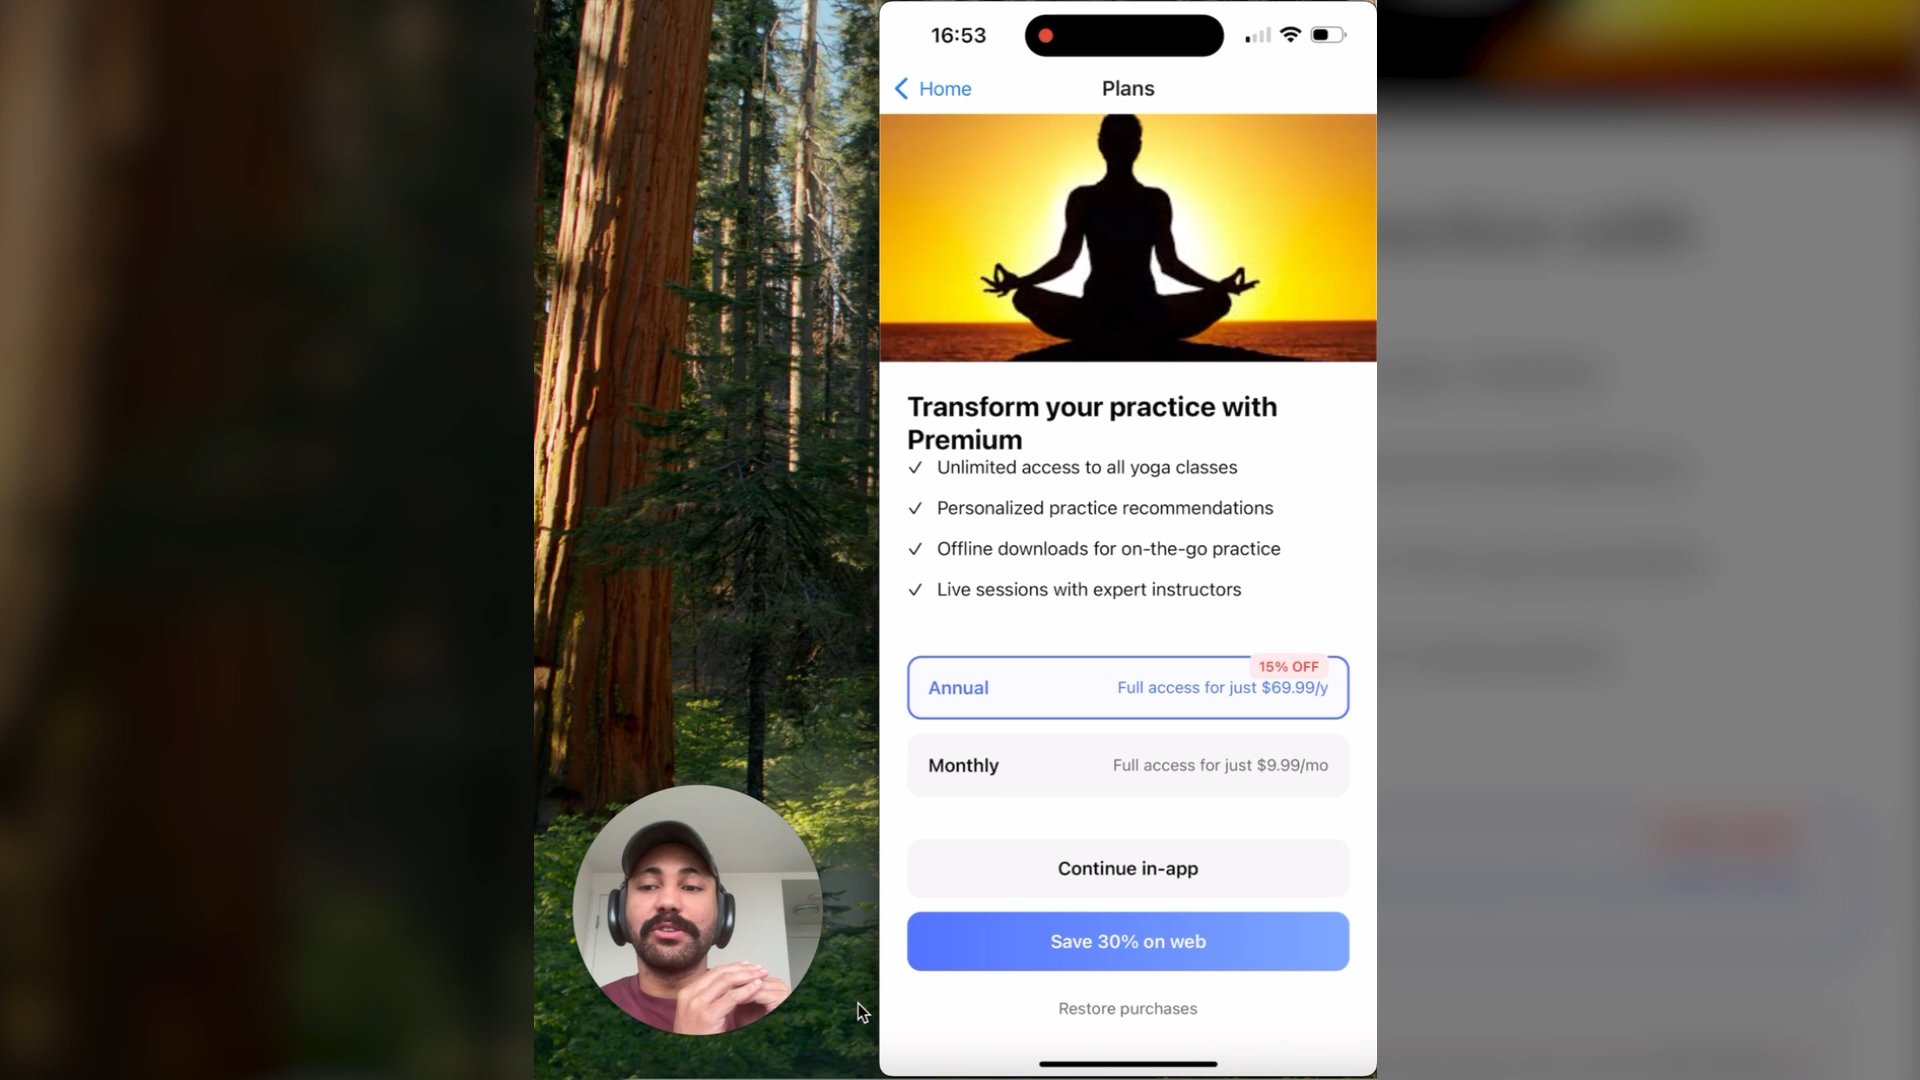 16:53
Home
Plans
Transform your practice with
Premium
Unlimited access to all yoga classes
Personalized practice recommendations
Offline downloads for on-the-go practice
Live sessions with expert instructors
15% OFF
Annual
Full access for just $69.99/y
Monthly
Full access for just $9.99/mo
Continue in-app
Save 30% on web
Restore purchases